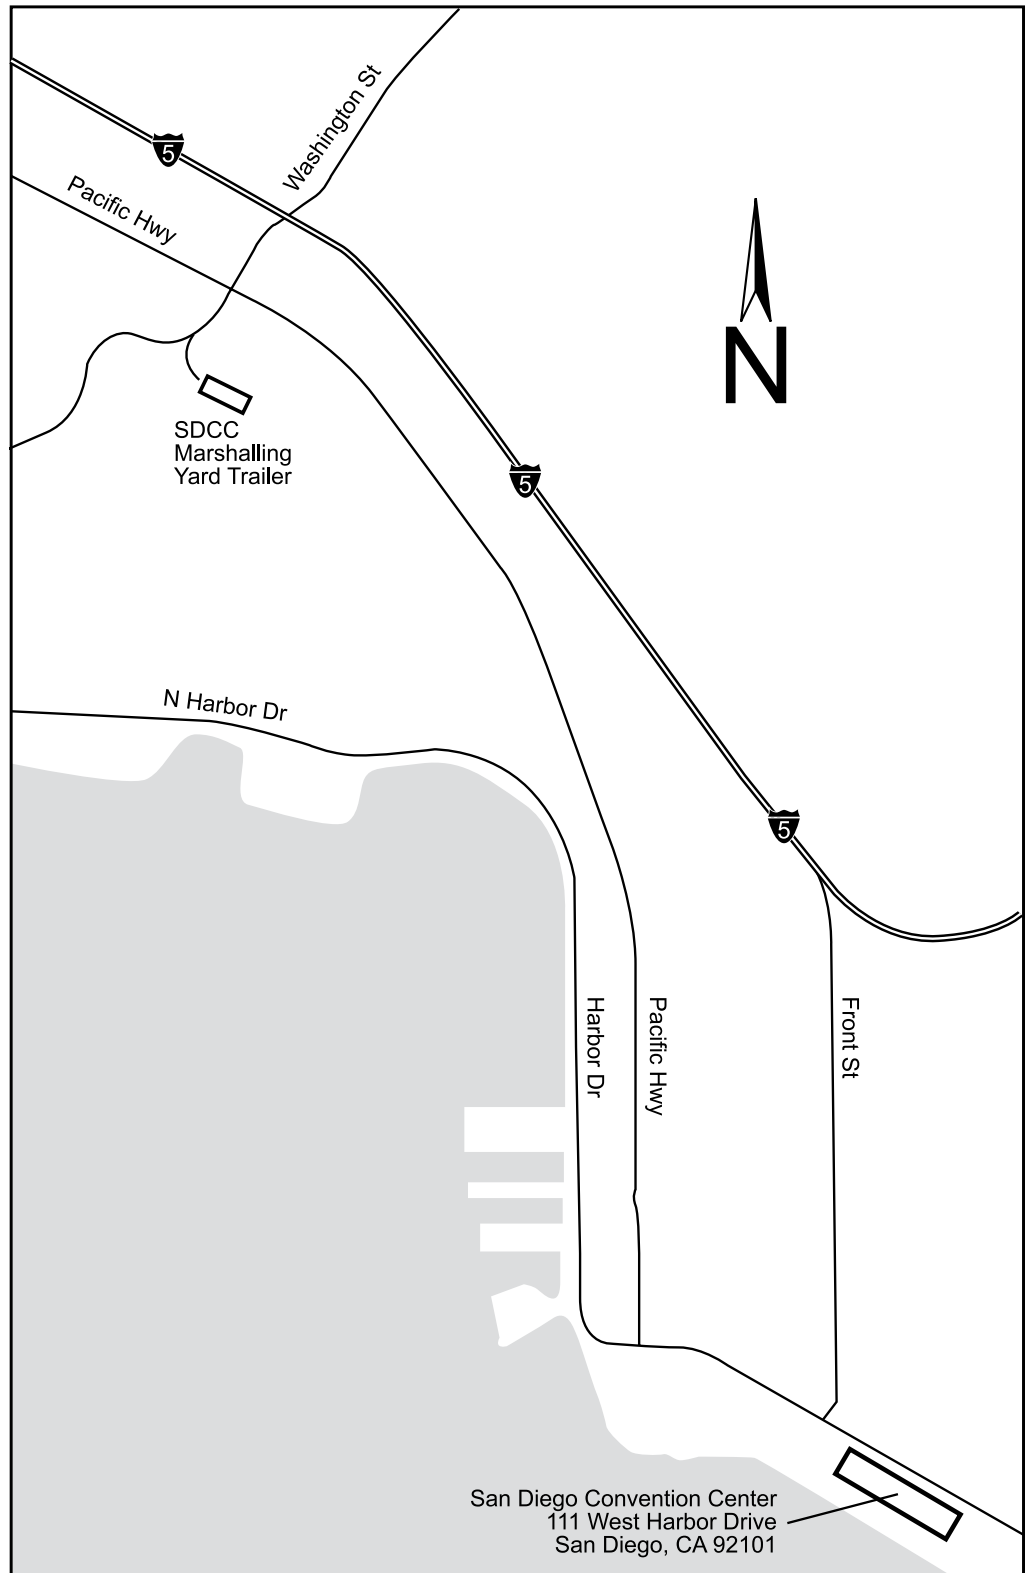 Washington St
5
Pacific Hwy
N
SDCC
Marshalling
Yard Trailer
5
N Harbor Dr
5
Harbor Dr
Pacific Hwy
Front St
San Diego Convention Center
111 West Harbor Drive
San Diego, CA 92101